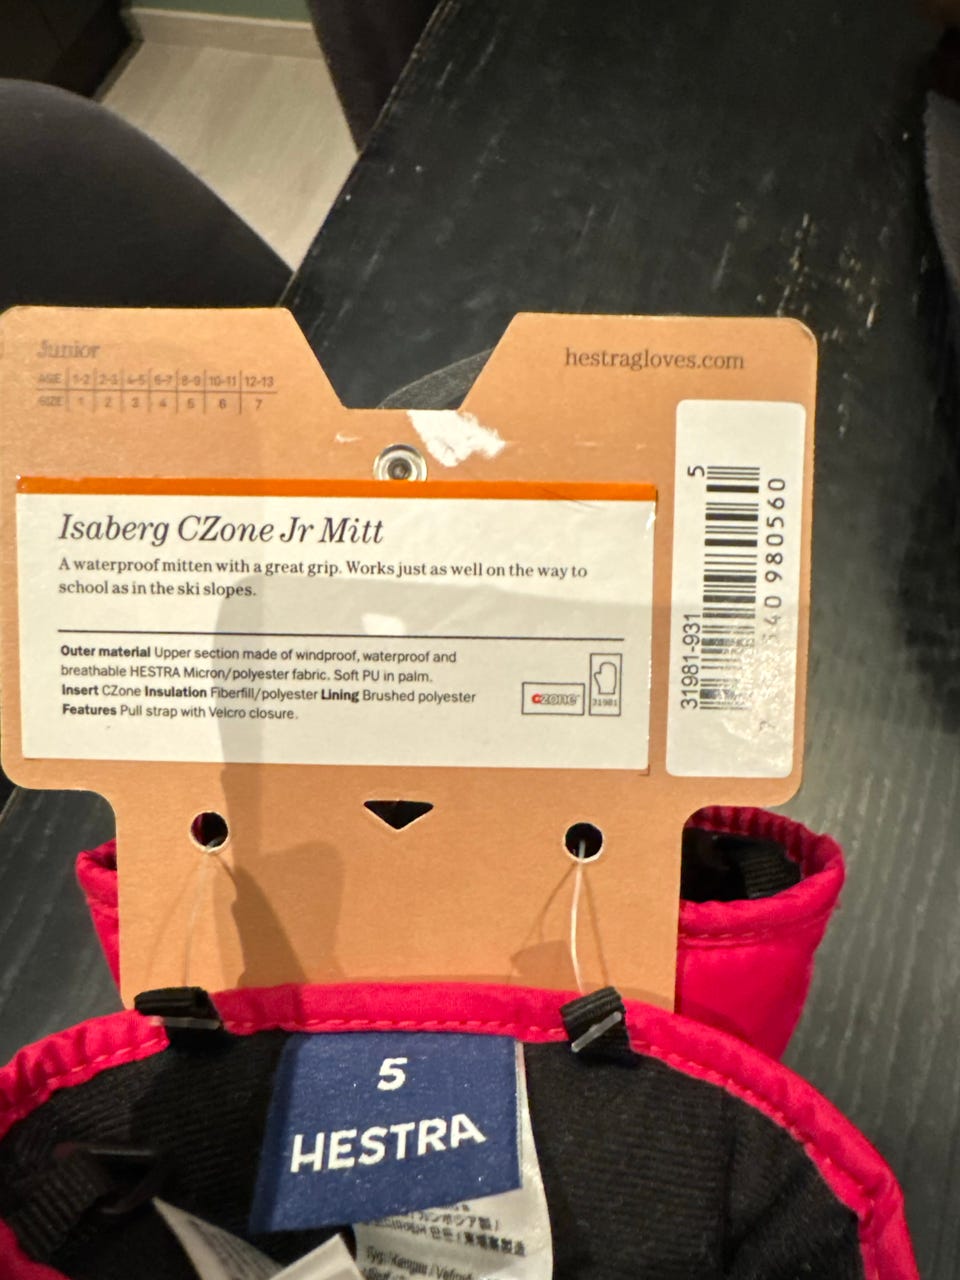 Junior
AGE 1-2 2-3 4-5 6-7 8-9 10-11 12-13
SIZE 1 2 3 4 5 6 7
hestragloves.com
Isaberg CZone Jr Mitt
A waterproof mitten with a great grip. Works just as well on the way to
school as in the ski slopes.
Outer material Upper section made of windproof, waterproof and
breathable HESTRA Micron/polyester fabric. Soft PU in palm.
Insert CZone Insulation Fiberfill/polyester Lining Brushed polyester
Features Pull strap with Velcro closure.
czone
31981
31981-931 5
40 980560
5
HESTRA